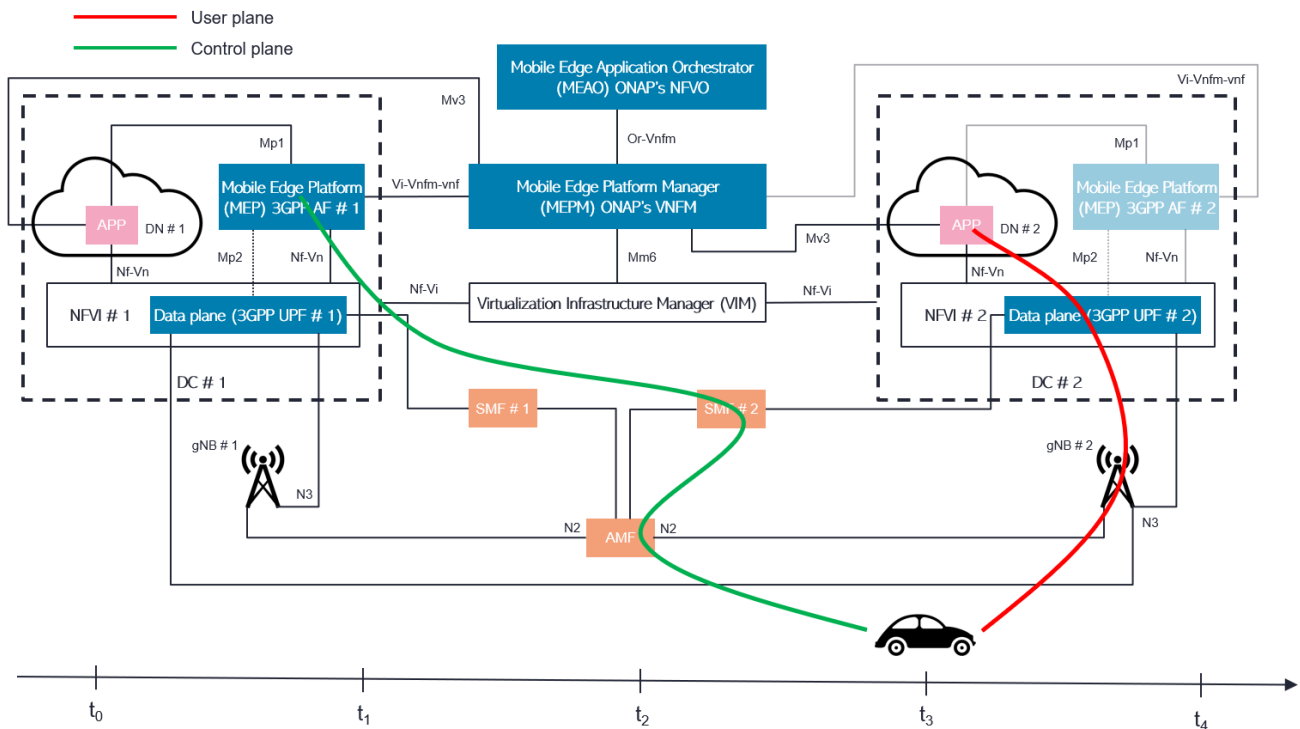 User plane
Control plane
Mobile Edge Application Orchestrator
(MEAO) ONAP's NFVO
Vi-Vnfm-vnf
Mv3
Or-Vnfm
Mp1
Mp1
Mobile Edge Platform
(MEP) 3GPP AF # 1
Vi-Vnfm-vnf
Mobile Edge Platform Manager
(MEPM) ONAP's VNFM
Mobile Edge Platform
(MEP) 3GPP AF # 2
APP
DN # 1
APP
DN # 2
Mv3
Mp2
Nf-Vn
Mm6
Mp2
Nf-Vn
Nf-Vn
Nf-Vn
Nf-Vi
Nf-Vi
Virtualization Infrastructure Manager (VIM)
NFVI # 1
Data plane (3GPP UPF # 1)
NFVI # 2
Data plane (3GPP UPF # 2)
DC # 1
DC # 2
SMF # 1
SMF # 2
gNB # 1
gNB # 2
N3
N3
N2
AMF
N2
t0
t1
t2
t3
t4